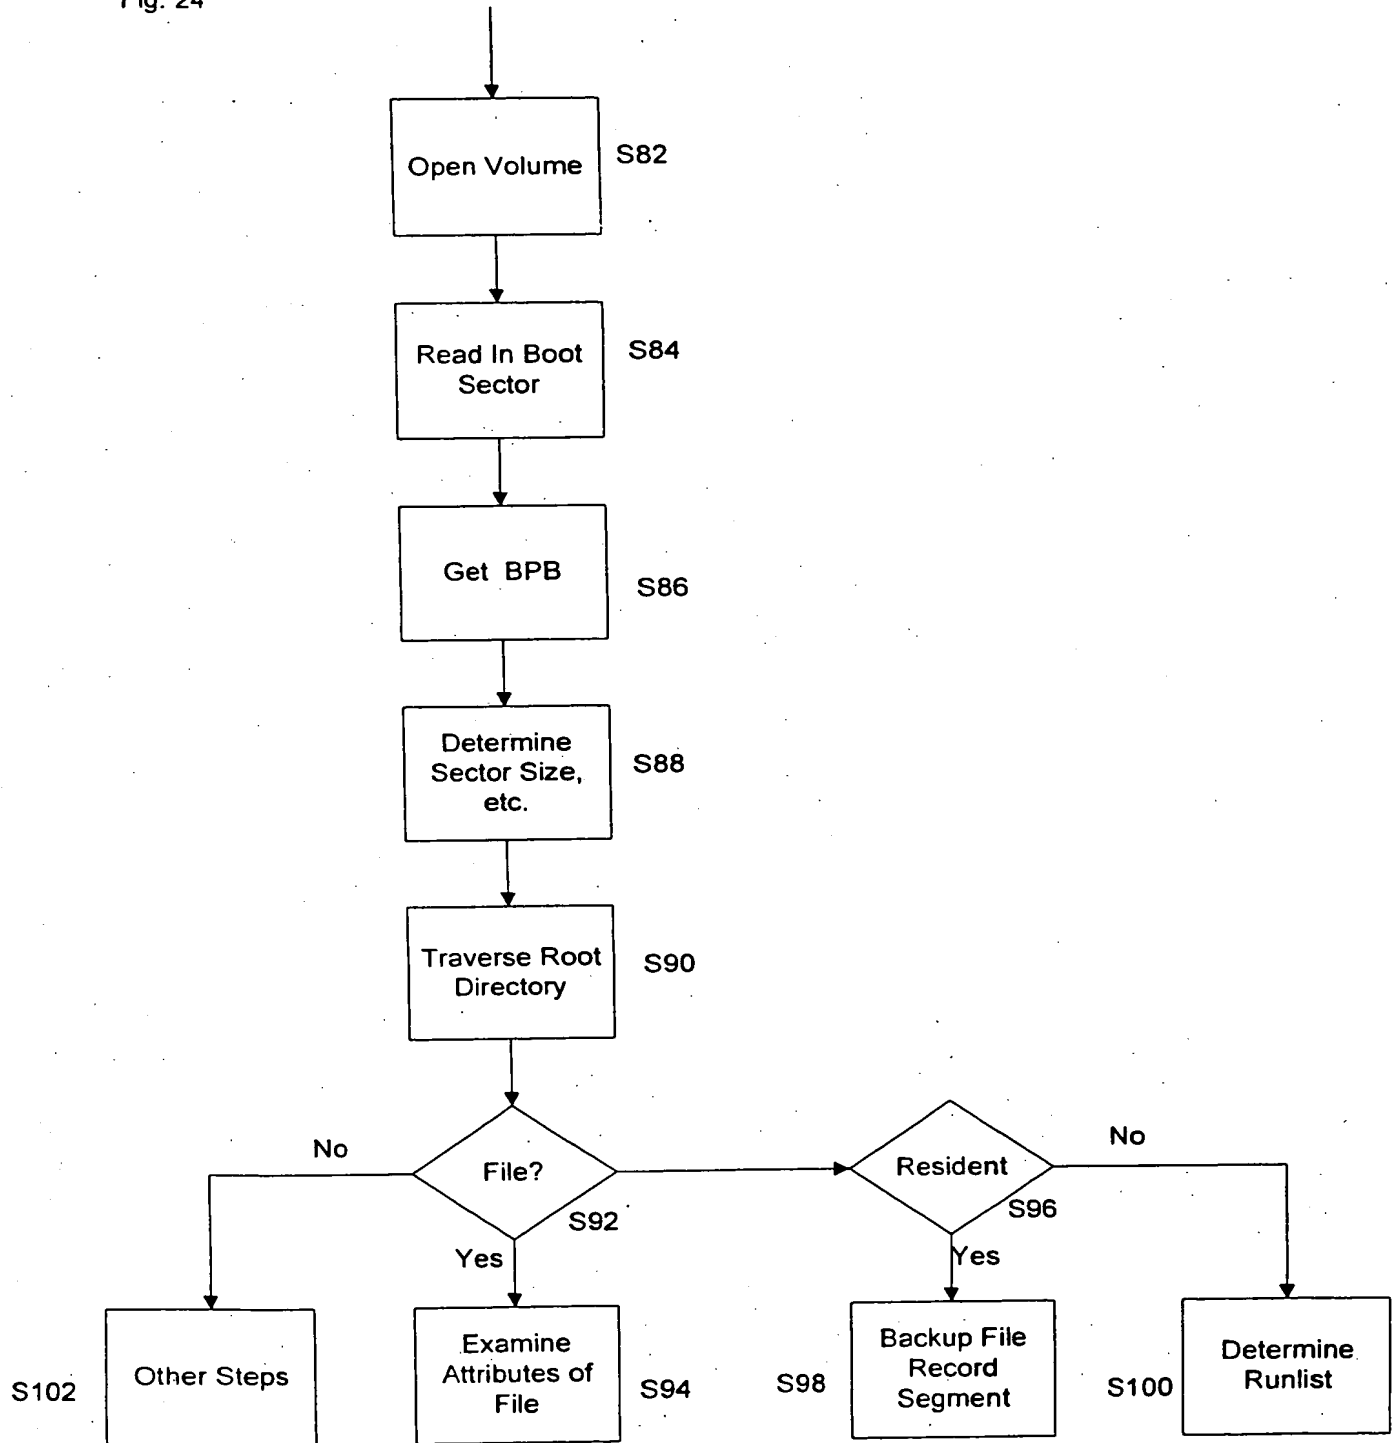 Fig. 24
Open Volume
S82
Read In Boot
Sector
S84
Get BPB
S86
Determine
Sector Size,
etc.
S88
Traverse Root
Directory
S90
No
File?
S92
Yes
Resident
S96
No
Yes
Other Steps
S102
Examine
Attributes of
File
S94
Backup File
Record
Segment
S98
Determine
Runlist
S100